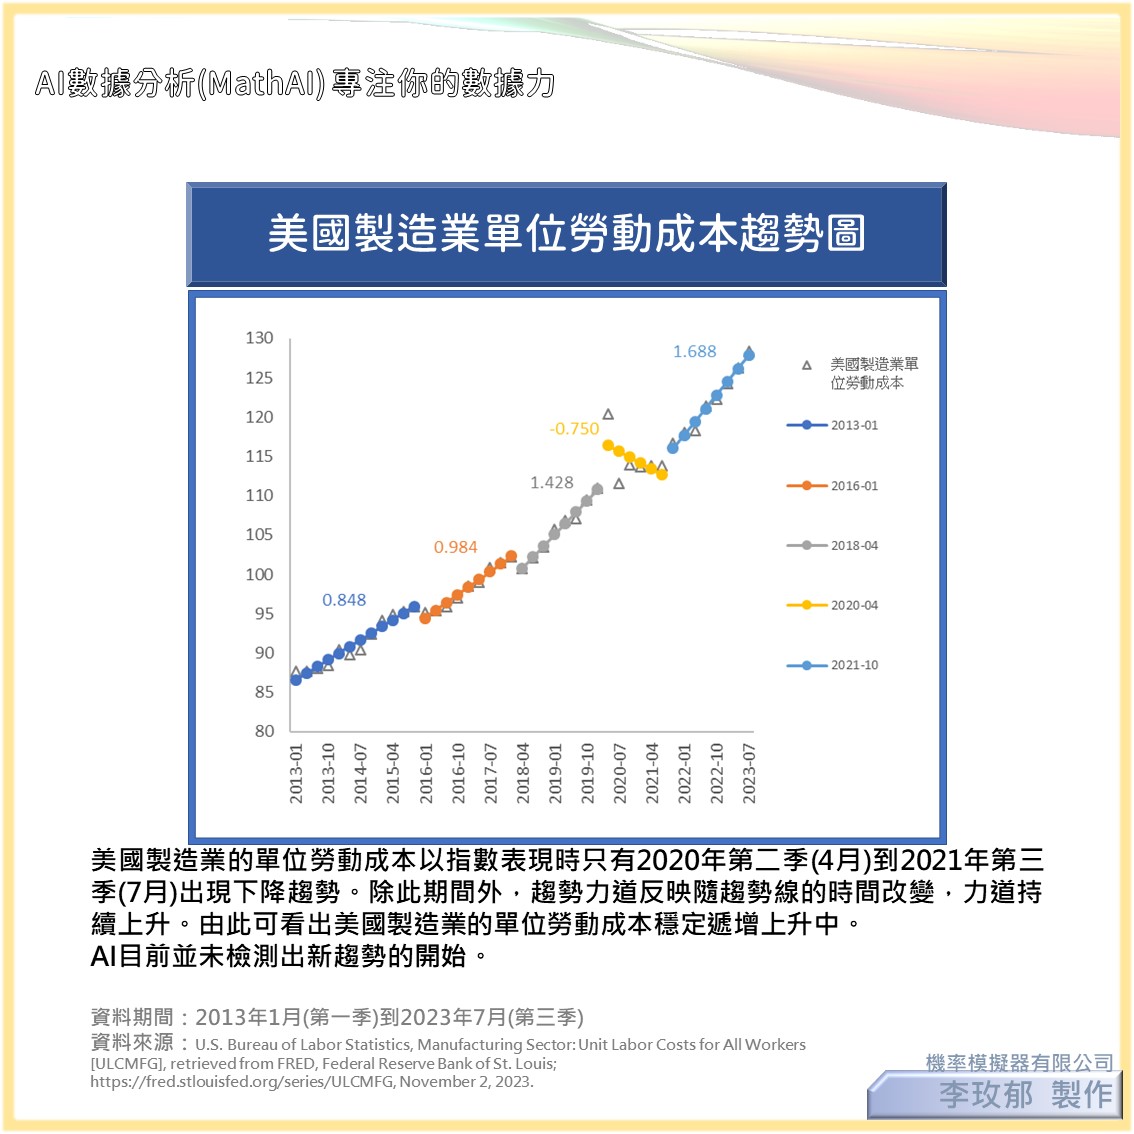 AI數據分析(MathAI) 專注你的數據力
美國製造業單位勞動成本趨勢圖
130
125
120
115
110
105
100
95
90
85
80
0.848
0.984
1.428
-0.750
1.688
2013-01
2013-10
2014-07
2015-04
2016-01
2016-10
2017-07
2018-04
2019-01
2019-10
2020-07
2021-04
2022-01
2022-10
2023-07
美國製造業單
位勞動成本
2013-01
2016-01
2018-04
2020-04
2021-10
美國製造業的單位勞動成本以指數表現時只有2020年第二季(4月)到2021年第三
季(7月)出現下降趨勢。除此期間外，趨勢力道反映隨趨勢線的時間改變，力道持
續上升。由此可看出美國製造業的單位勞動成本穩定遞增上升中。
AI目前並未檢測出新趨勢的開始。
資料期間：2013年1月(第一季)到2023年7月(第三季)
資料來源：U.S. Bureau of Labor Statistics, Manufacturing Sector: Unit Labor Costs for All Workers
[ULCMFG], retrieved from FRED, Federal Reserve Bank of St. Louis;
https://fred.stlouisfed.org/series/ULCMFG, November 2, 2023.
機率模擬器有限公司
李玫郁 製作